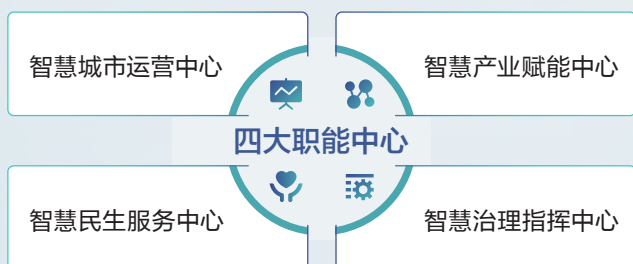 智慧城市运营中心
智慧产业赋能中心
四大职能中心
智慧民生服务中心
智慧治理指挥中心